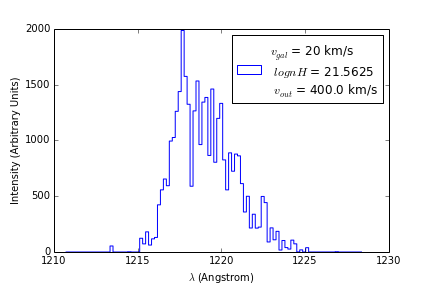 2000
1500
1000
500
0
1210
1215
1220
1225
1230
Intensity (Arbitrary Units)
λ (Angstrom)
v_gal = 20 km/s
lognH = 21.5625
v_out = 400.0 km/s